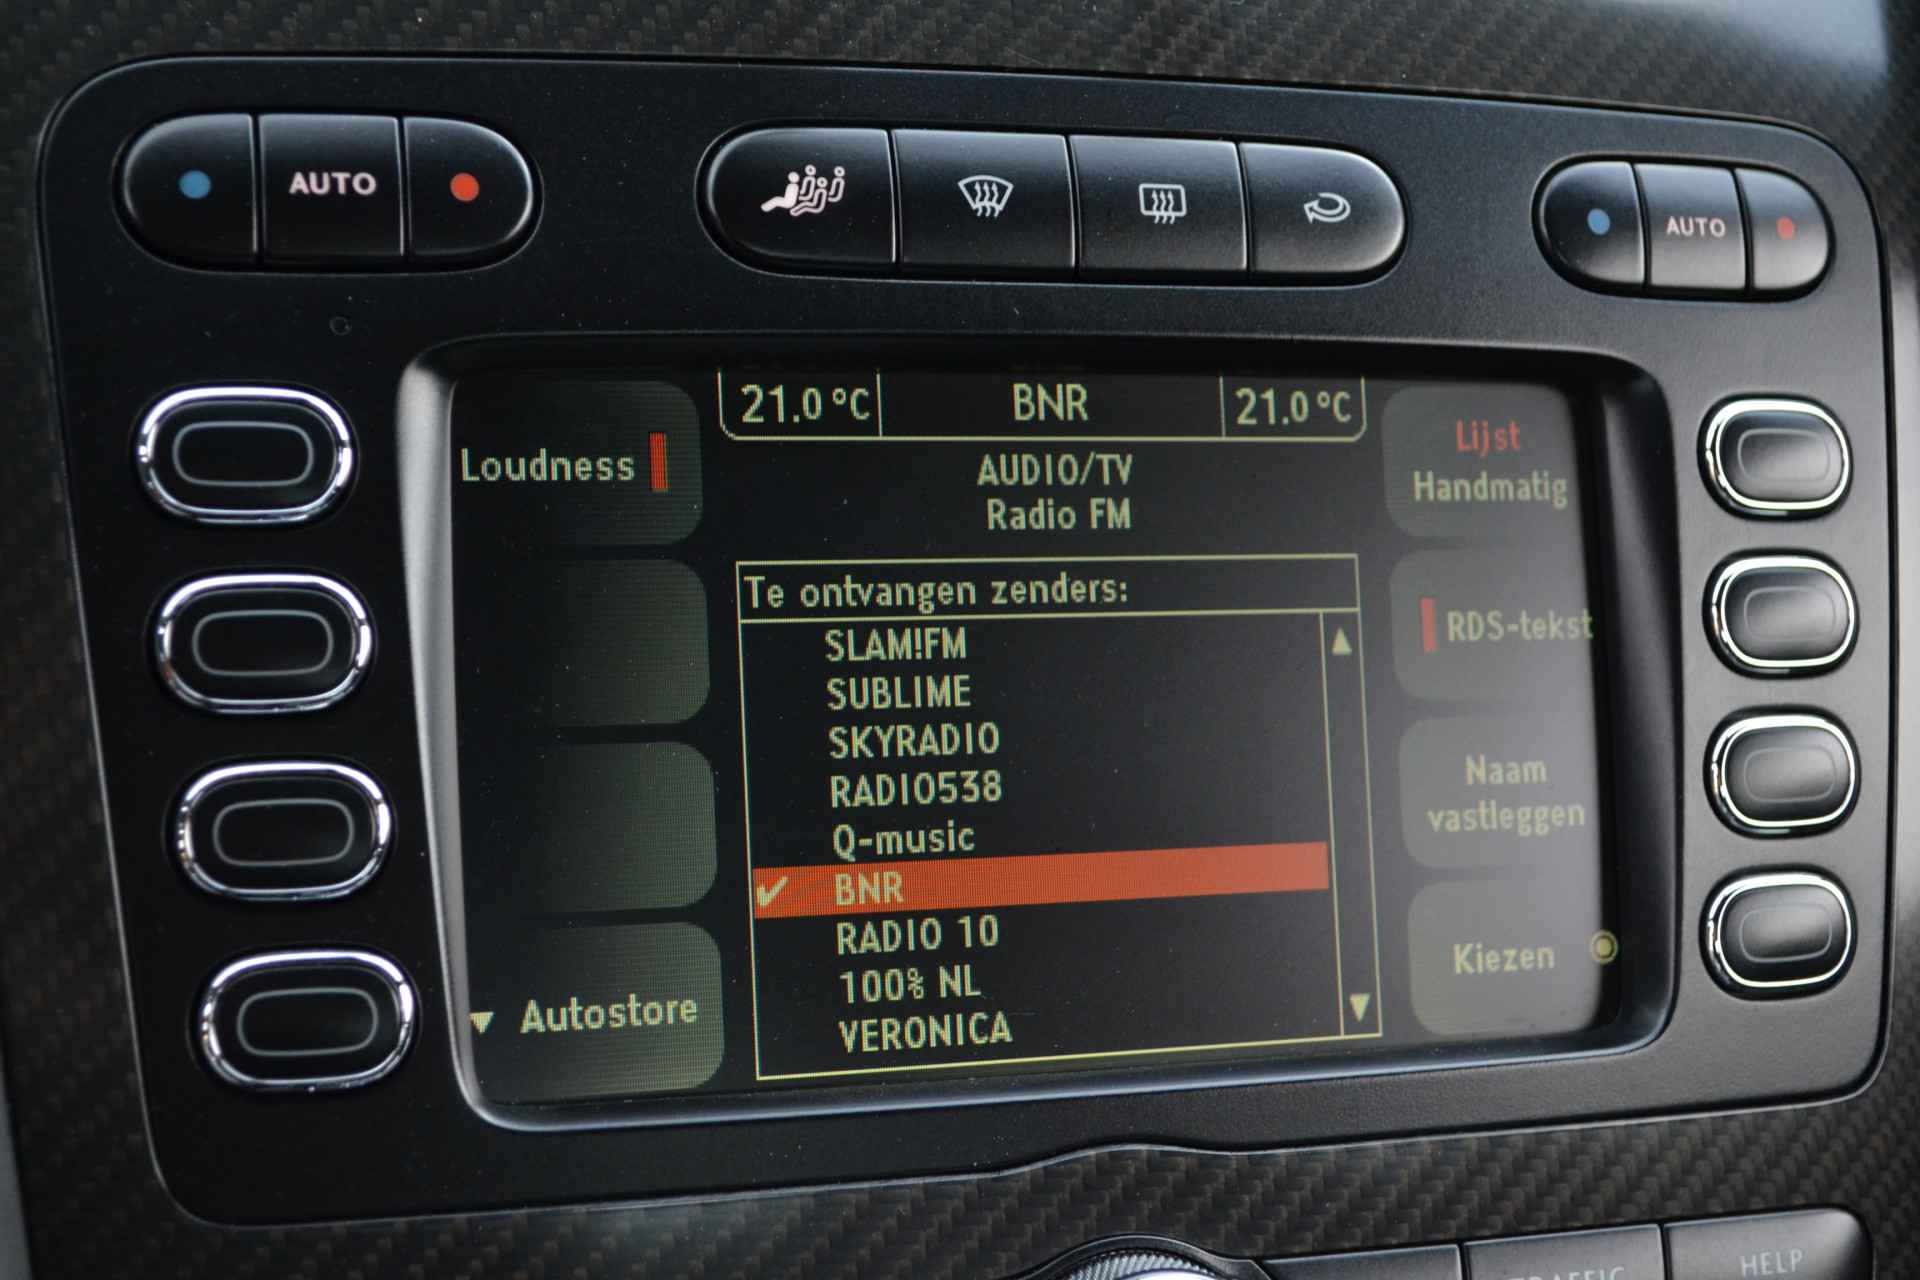 AUTO
AUTO
21.0 °C
BNR
21.0 °C
Loudness
AUDIO/TV
Radio FM
Lijst
Handmatig
Te ontvangen zenders:
SLAM!FM
SUBLIME
SKYRADIO
RADIO538
Q-music
✓ BNR
RADIO 10
100% NL
VERONICA
RDS-tekst
Naam
vastleggen
Kiezen
▼ Autostore
TRAFFIC
HELP